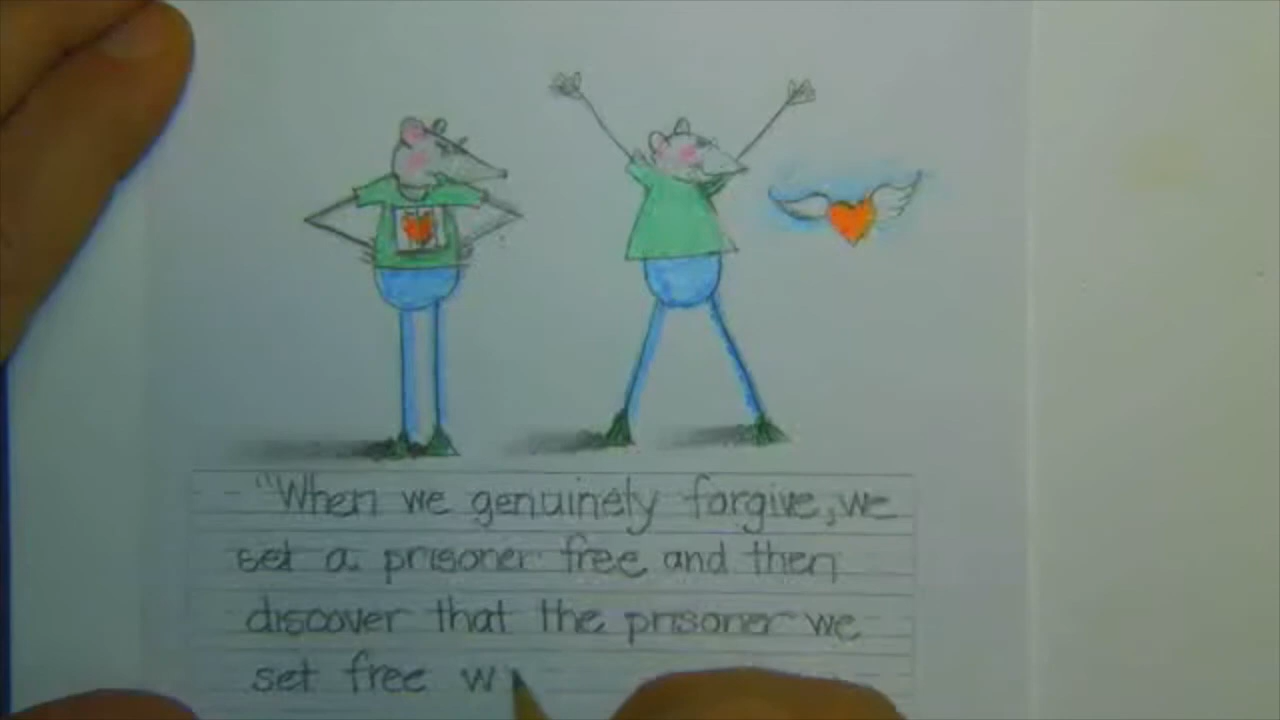 "When we genuinely forgive, we
set a prisoner free and then
discover that the prisoner we
set free w